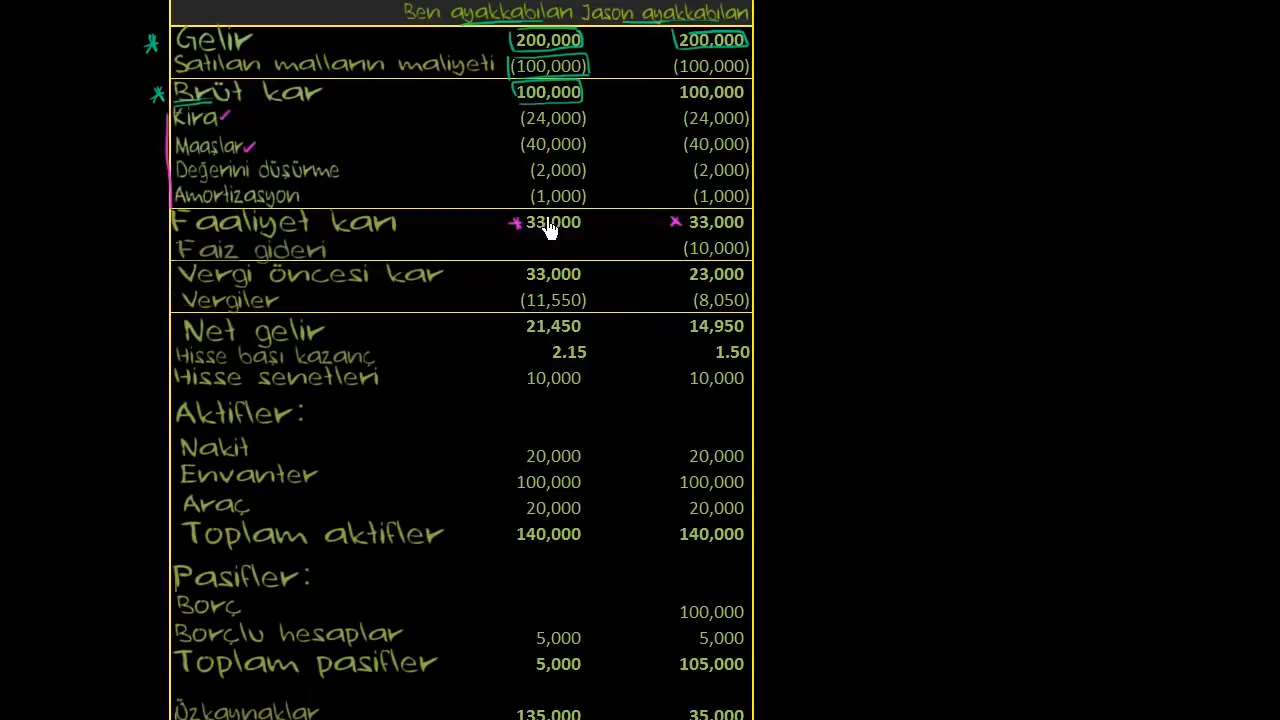 Ben ayakkabıları Jason ayakkabıları
Gelir 200,000 200,000
Satılan malların maliyeti (100,000) (100,000)
Brüt kar 100,000 100,000
Kira (24,000) (24,000)
Maaşlar (40,000) (40,000)
Değerini düşürme (2,000) (2,000)
Amortizasyon (1,000) (1,000)
Faaliyet karı 33,000 33,000
Faiz gideri (10,000)
Vergi öncesi kar 33,000 23,000
Vergiler (11,550) (8,050)
Net gelir 21,450 14,950
Hisse başı kazanç 2.15 1.50
Hisse senetleri 10,000 10,000
Aktifler:
Nakit 20,000 20,000
Envanter 100,000 100,000
Araç 20,000 20,000
Toplam aktifler 140,000 140,000
Pasifler:
Borç 100,000
Borçlu hesaplar 5,000 5,000
Toplam pasifler 5,000 105,000
Özkaynaklar 135,000 35,000